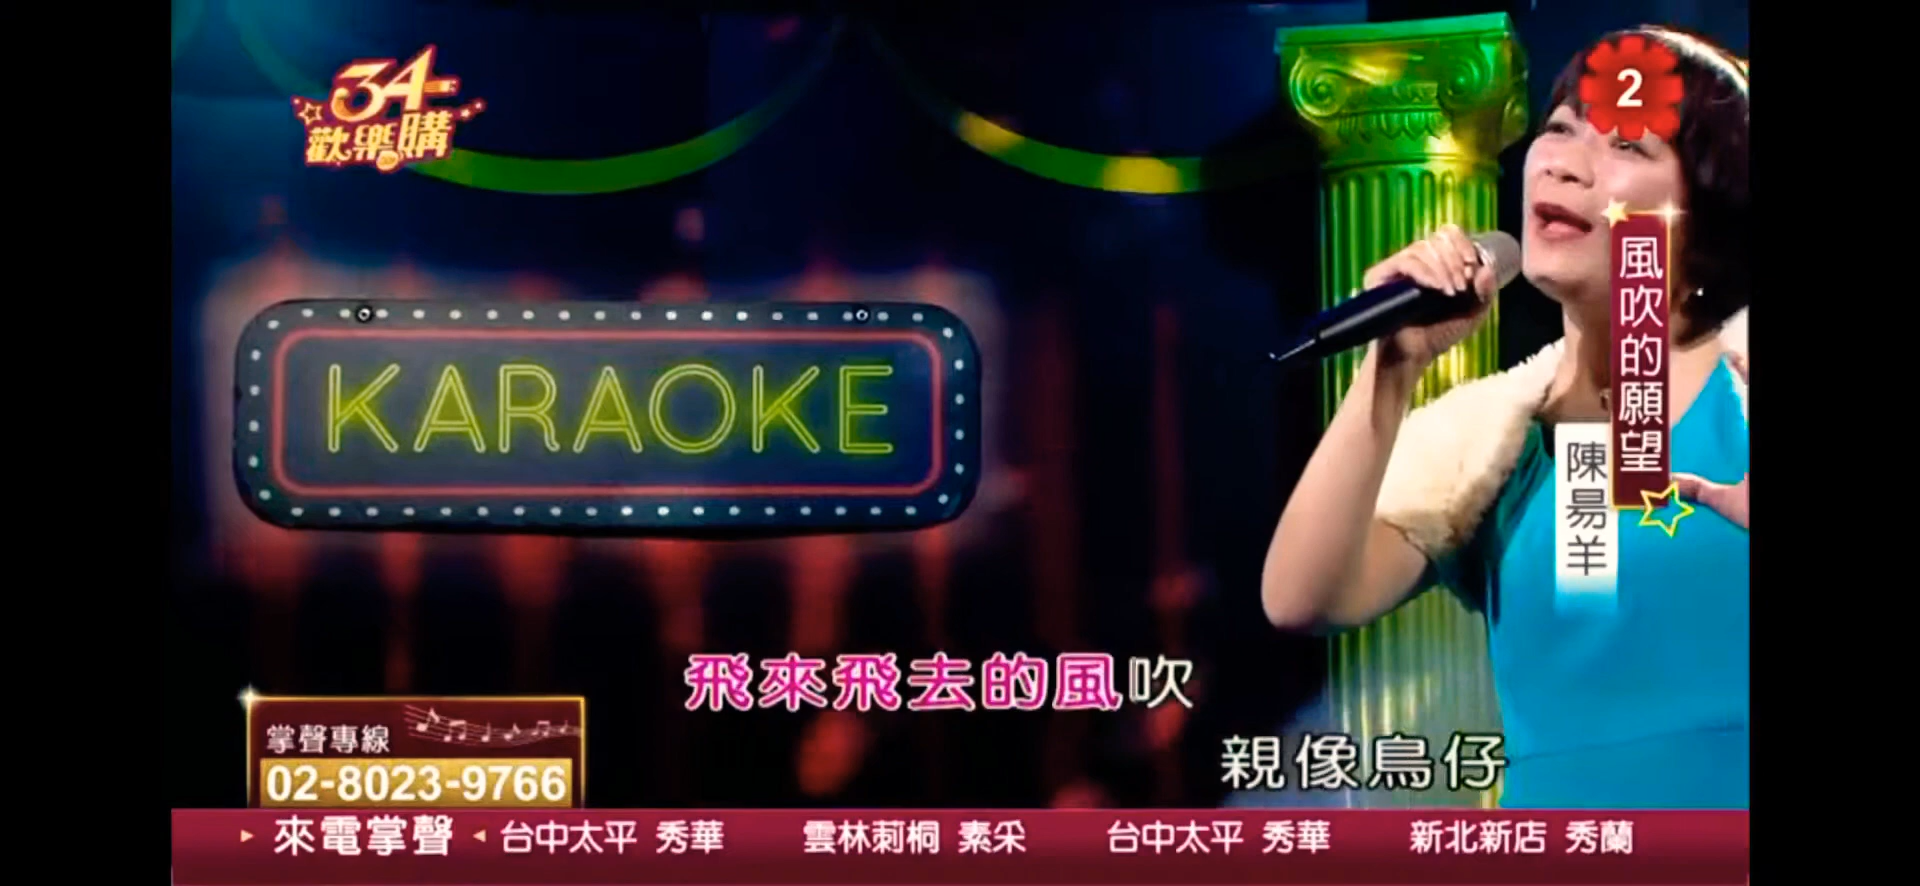 34
歡樂購
2
風吹的願望
陳昜羊
KARAOKE
飛來飛去的風吹
親像鳥仔
掌聲專線
02-8023-9766
來電掌聲 台中太平 秀華 雲林莿桐 素采 台中太平 秀華 新北新店 秀蘭